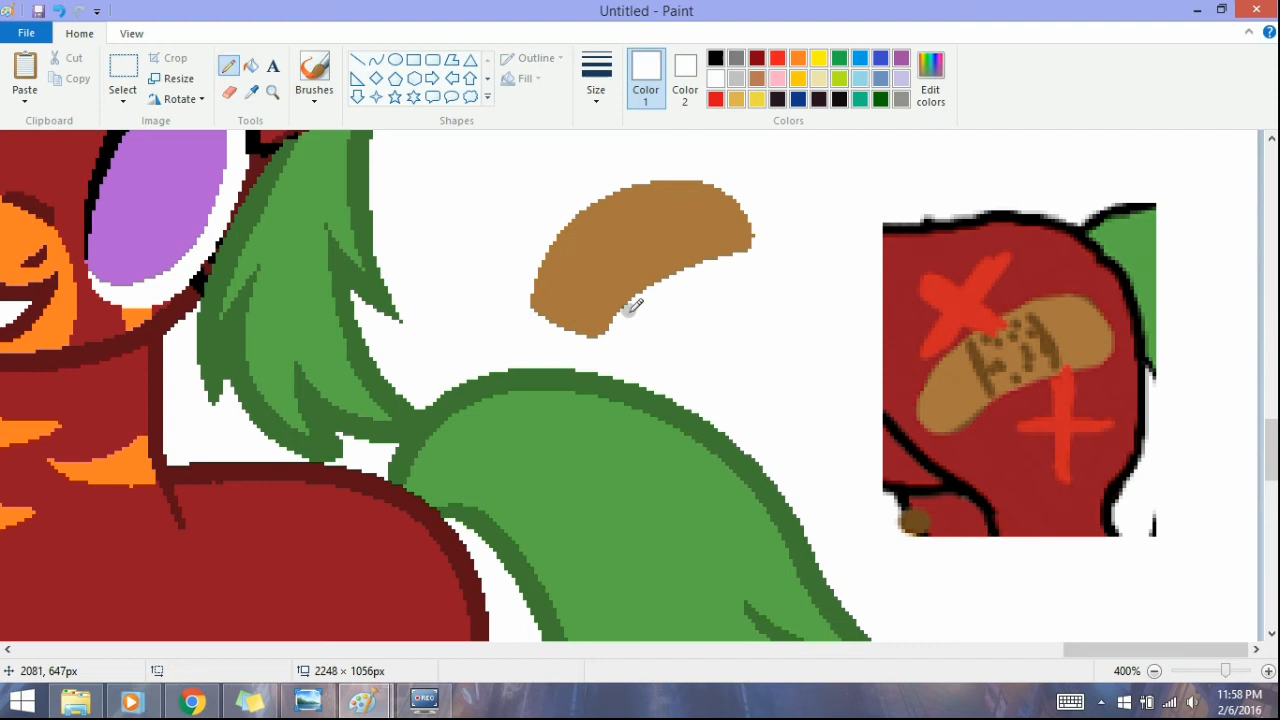 Untitled - Paint
File
Home
View
Paste
Cut
Copy
Clipboard
Select
Crop
Resize
Rotate
Image
A
Tools
Brushes
Outline
Fill
Shapes
Size
Color 1
Color 2
Edit colors
Colors
2081, 647px
2248 × 1056px
400%
REC
11:58 PM
2/6/2016